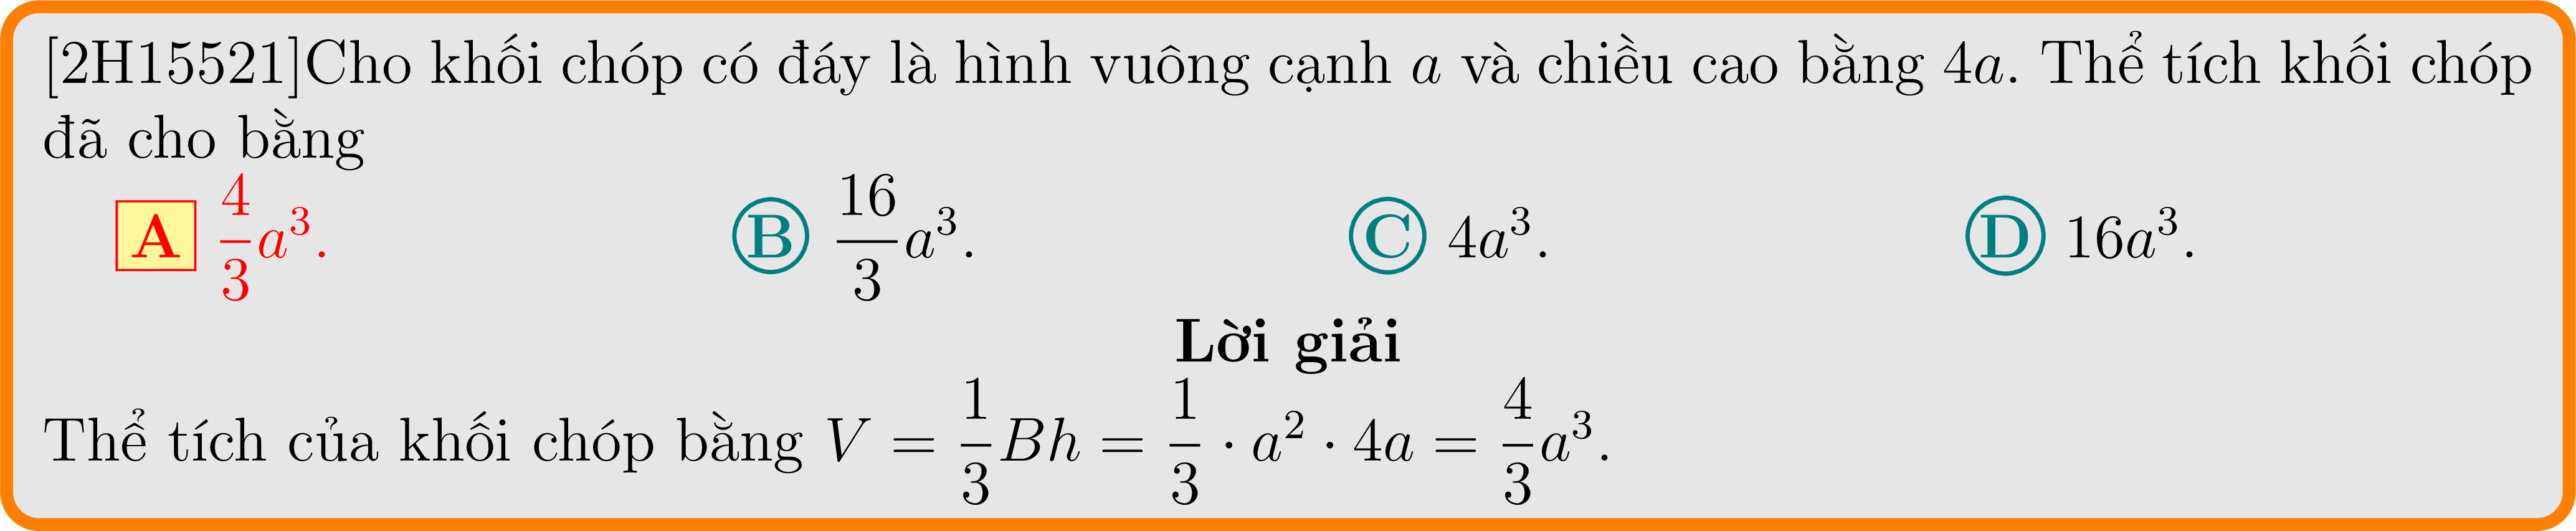 [2H15521]Cho khối chóp có đáy là hình vuông cạnh a và chiều cao bằng 4a. Thể tích khối chóp
đã cho bằng
A $\frac{4}{3}a^3$. B $\frac{16}{3}a^3$. C $4a^3$. D $16a^3$.
Lời giải
Thể tích của khối chóp bằng $V = \frac{1}{3}Bh = \frac{1}{3} \cdot a^2 \cdot 4a = \frac{4}{3}a^3$.